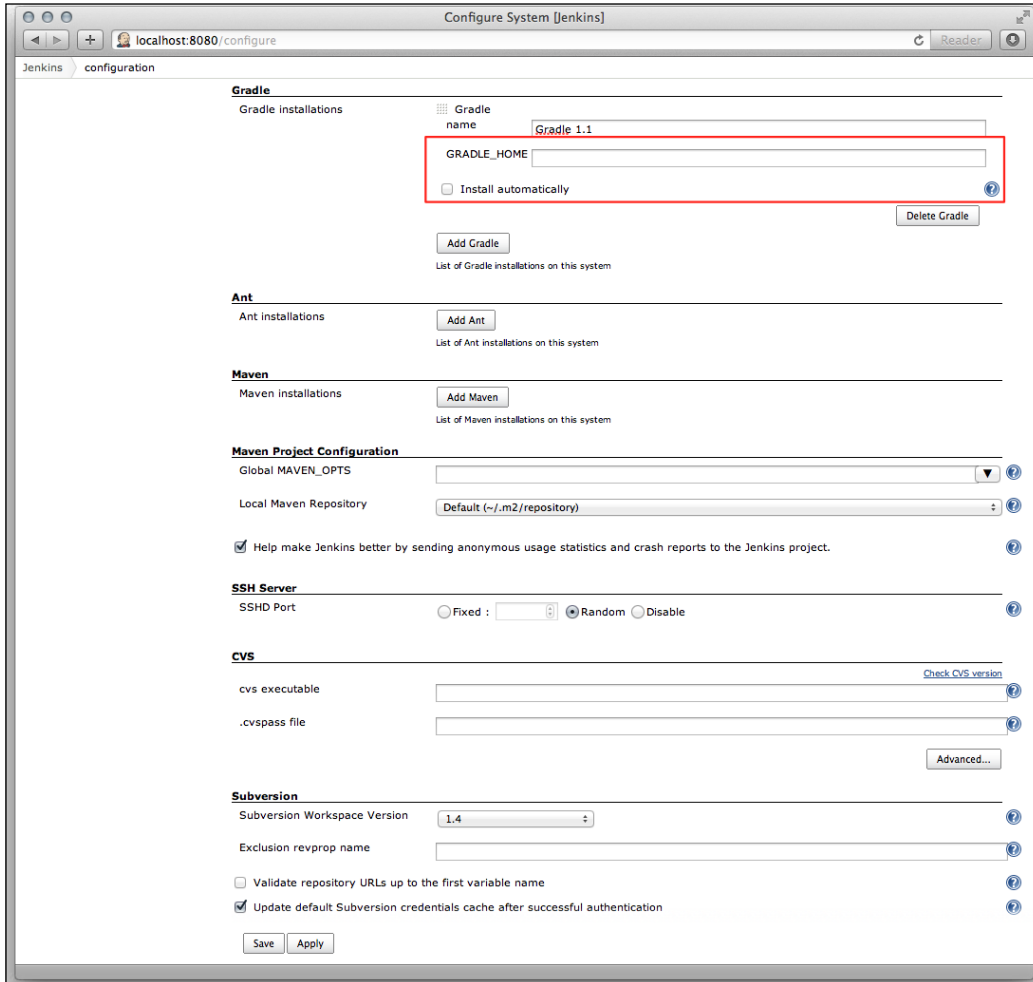 Configure System [Jenkins]
localhost:8080/configure
Reader
Jenkins
configuration
Gradle
Gradle installations
Gradle
name
Gradle 1.1
GRADLE_HOME
Install automatically
Delete Gradle
Add Gradle
List of Gradle installations on this system
Ant
Ant installations
Add Ant
List of Ant installations on this system
Maven
Maven installations
Add Maven
List of Maven installations on this system
Maven Project Configuration
Global MAVEN_OPTS
Local Maven Repository
Default (~/.m2/repository)
Help make Jenkins better by sending anonymous usage statistics and crash reports to the Jenkins project.
SSH Server
SSHD Port
Fixed :
Random
Disable
CVS
Check CVS version
cvs executable
.cvspass file
Advanced...
Subversion
Subversion Workspace Version
1.4
Exclusion revprop name
Validate repository URLs up to the first variable name
Update default Subversion credentials cache after successful authentication
Save
Apply